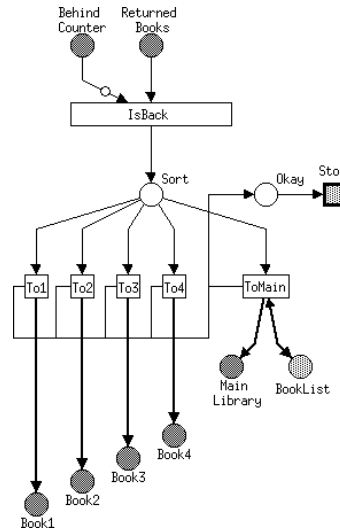 Behind
Counter
Returned
Books
IsBack
Sort
Okay
Sto
To1
To2
To3
To4
ToMain
Main
Library
BookList
Book4
Book3
Book2
Book1